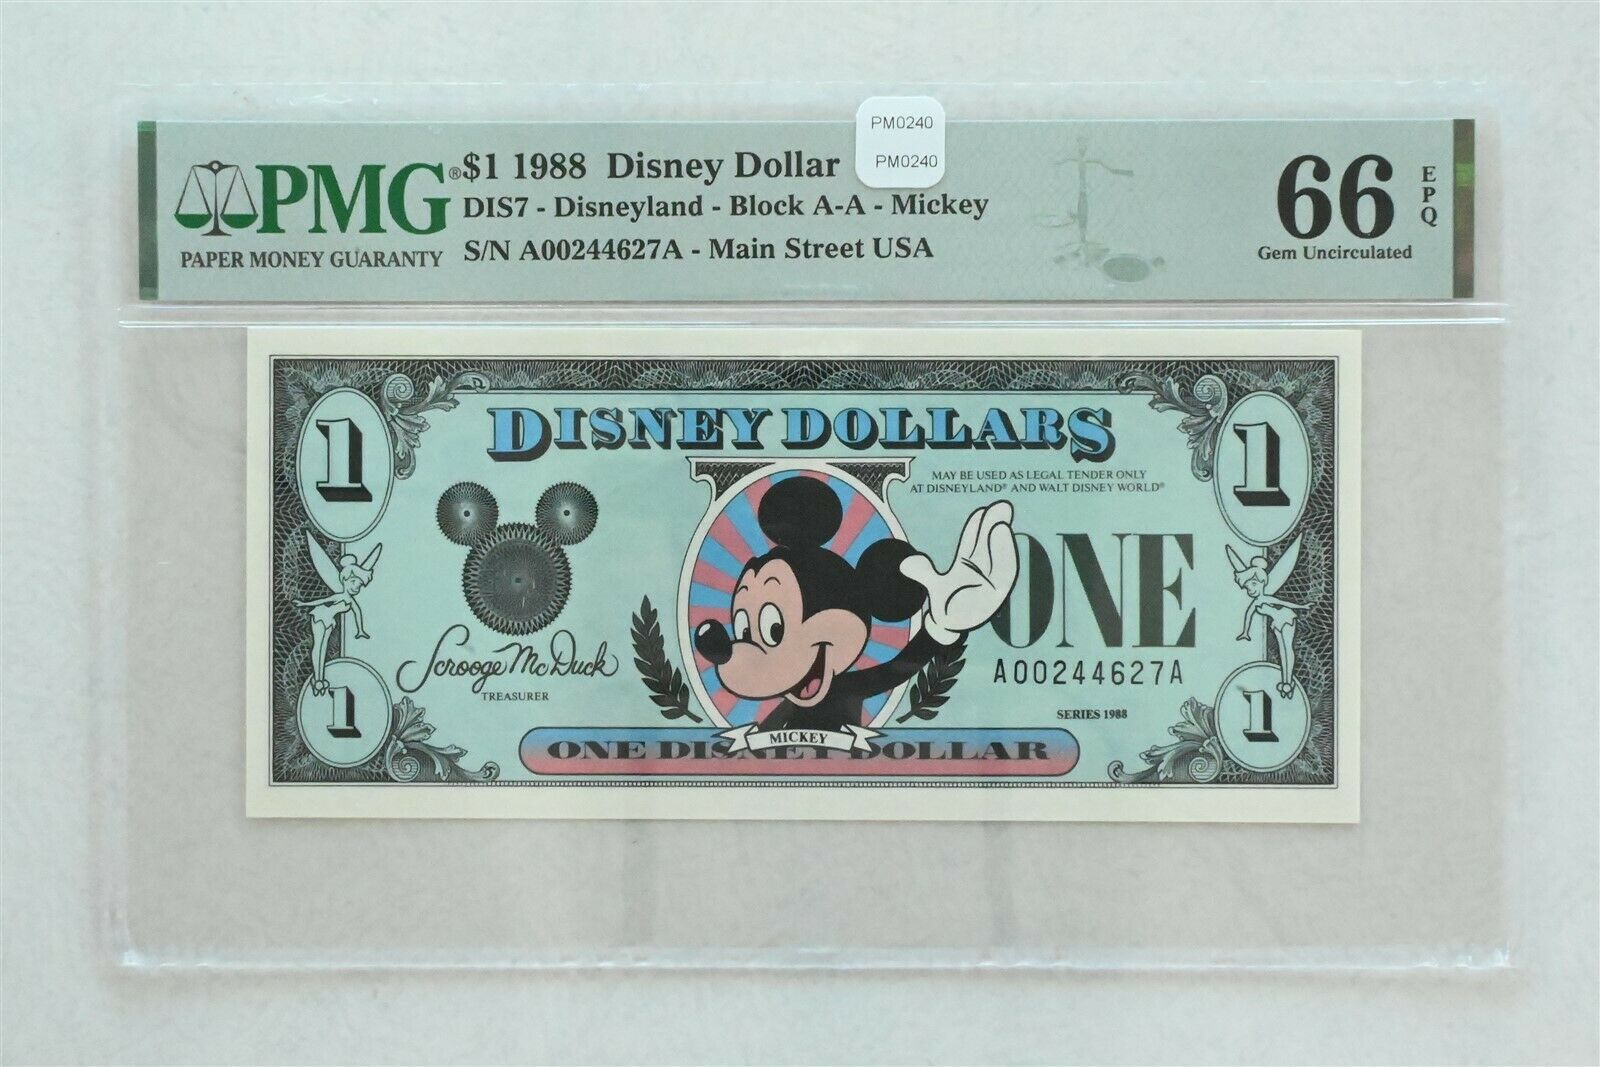 PM0240
PM0240
PMG®
PAPER MONEY GUARANTY
$1 1988 Disney Dollar
DIS7 - Disneyland - Block A-A - Mickey
S/N A00244627A - Main Street USA
66
EPQ
Gem Uncirculated
1
DISNEY DOLLARS
1
MAY BE USED AS LEGAL TENDER ONLY
AT DISNEYLAND® AND WALT DISNEY WORLD®
ONE
Scrooge McDuck
TREASURER
A00244627A
SERIES 1988
1
MICKEY
1
ONE DISNEY DOLLAR